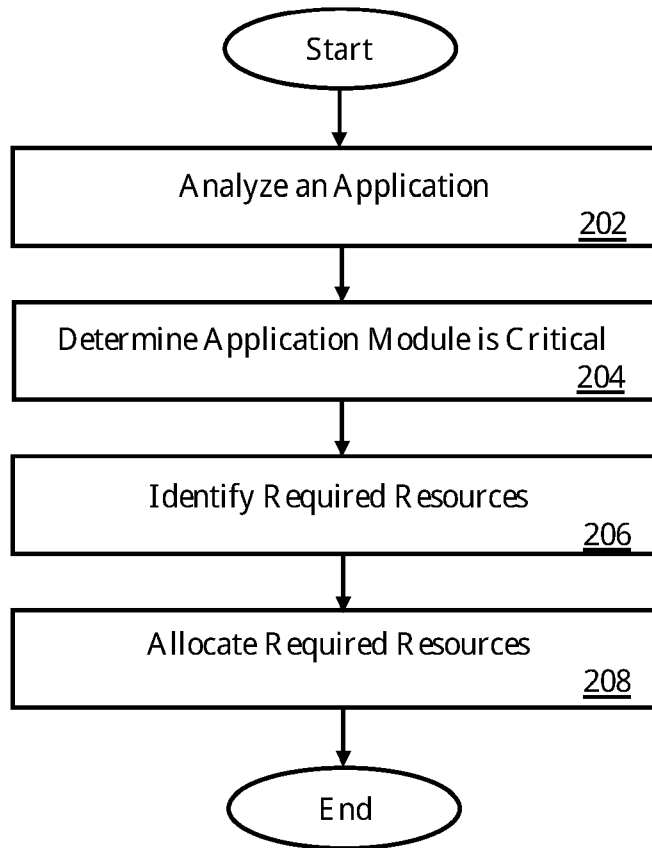 Start
Analyze an Application
202
Determine Application Module is Critical
204
Identify Required Resources
206
Allocate Required Resources
208
End